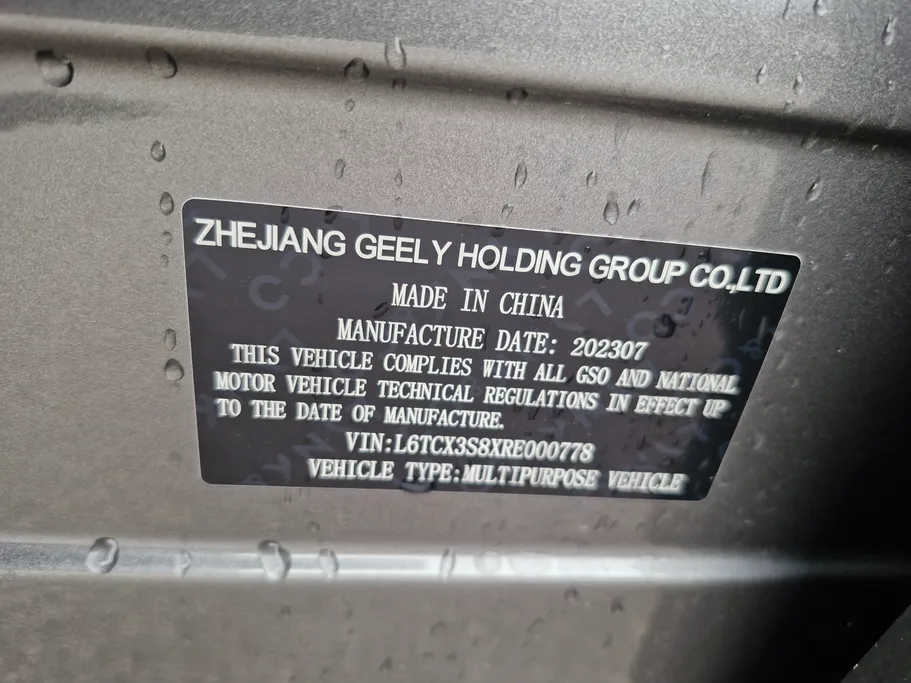 ZHEJIANG GEELY HOLDING GROUP CO.,LTD
MADE IN CHINA
MANUFACTURE DATE: 202307
THIS VEHICLE COMPLIES WITH ALL GSO AND NATIONAL
MOTOR VEHICLE TECHNICAL REGULATIONS IN EFFECT UP
TO THE DATE OF MANUFACTURE.
VIN:L6TCX3S8XRE000778
VEHICLE TYPE:MULTIPURPOSE VEHICLE